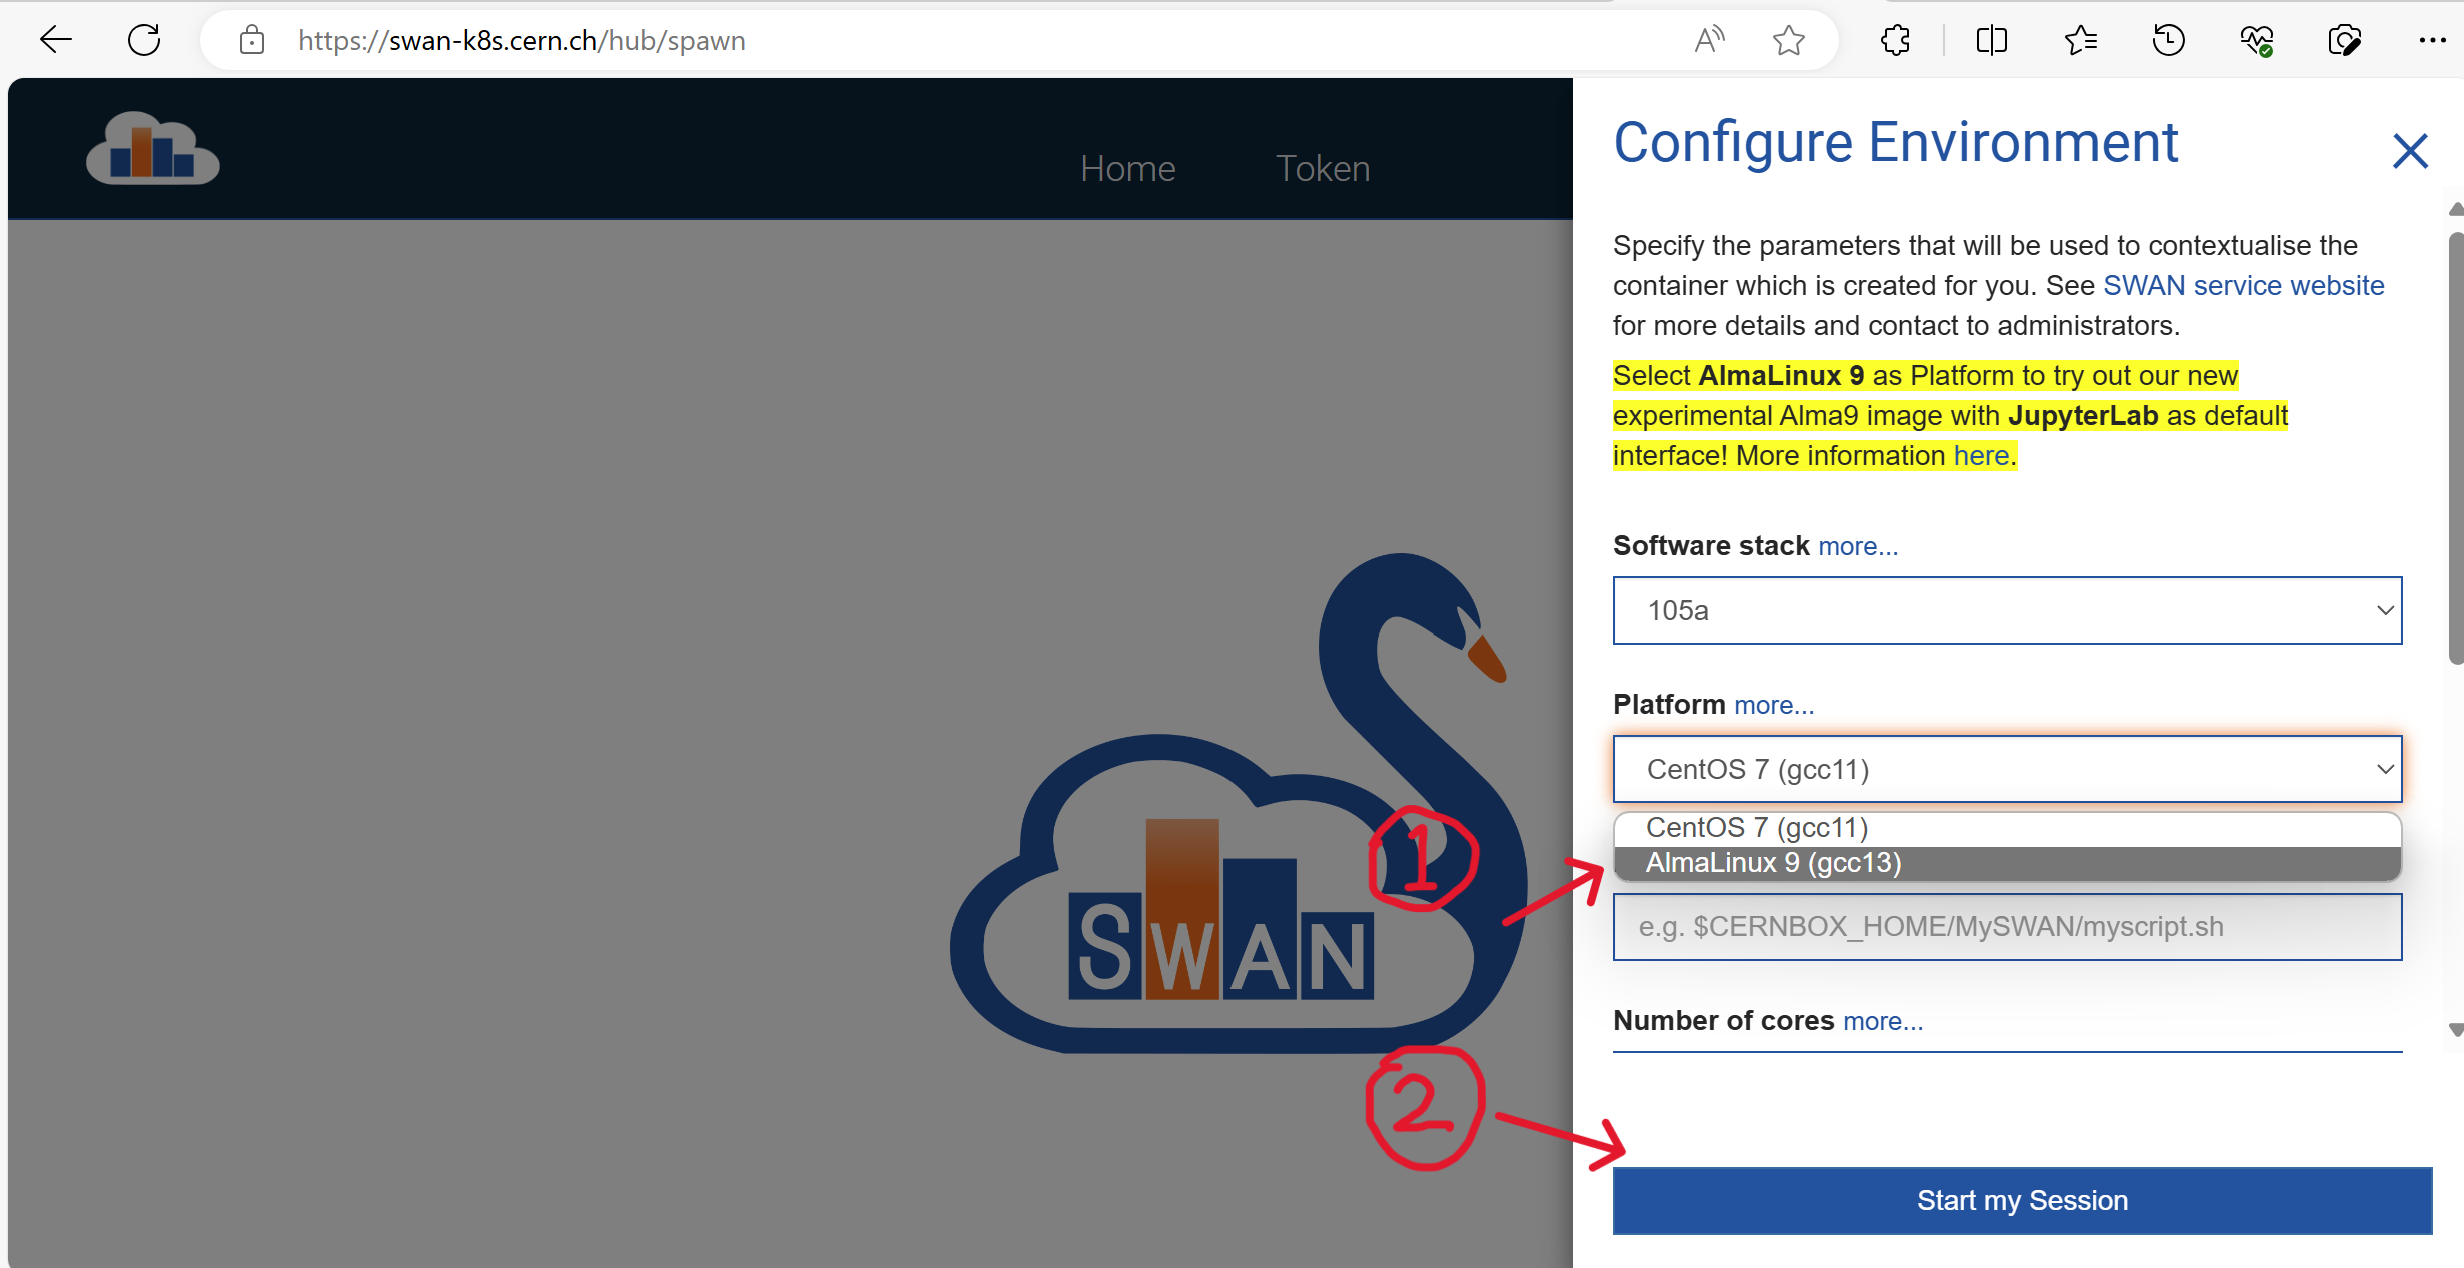 https://swan-k8s.cern.ch/hub/spawn
Home
Token
SWAN
1
2
Configure Environment
Specify the parameters that will be used to contextualise the
container which is created for you. See SWAN service website
for more details and contact to administrators.
Select AlmaLinux 9 as Platform to try out our new
experimental Alma9 image with JupyterLab as default
interface! More information here.
Software stack more...
105a
Platform more...
CentOS 7 (gcc11)
CentOS 7 (gcc11)
AlmaLinux 9 (gcc13)
e.g. $CERNBOX_HOME/MySWAN/myscript.sh
Number of cores more...
Start my Session